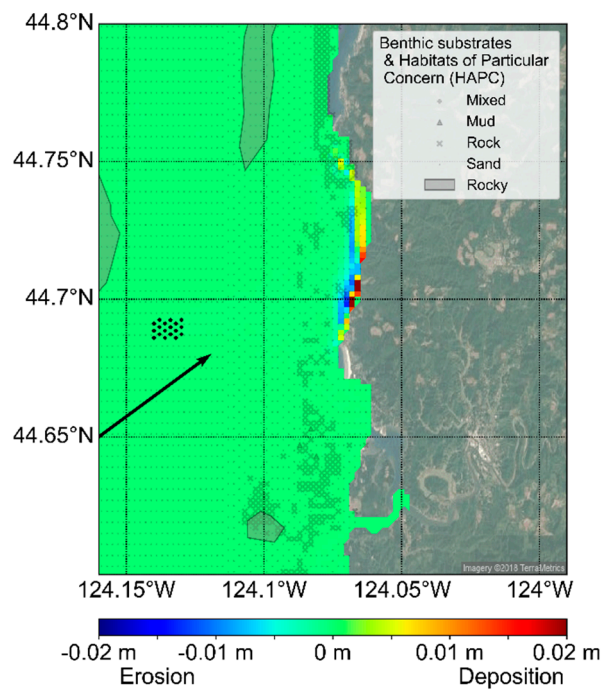 44.8°N
Benthic substrates
& Habitats of Particular
Concern (HAPC)
Mixed
Mud
Rock
Sand
Rocky
44.75°N
44.7°N
44.65°N
Imagery ©2018 TerraMetrics
124.15°W 124.1°W 124.05°W 124°W
-0.02 m -0.01 m 0 m 0.01 m 0.02 m
Erosion Deposition